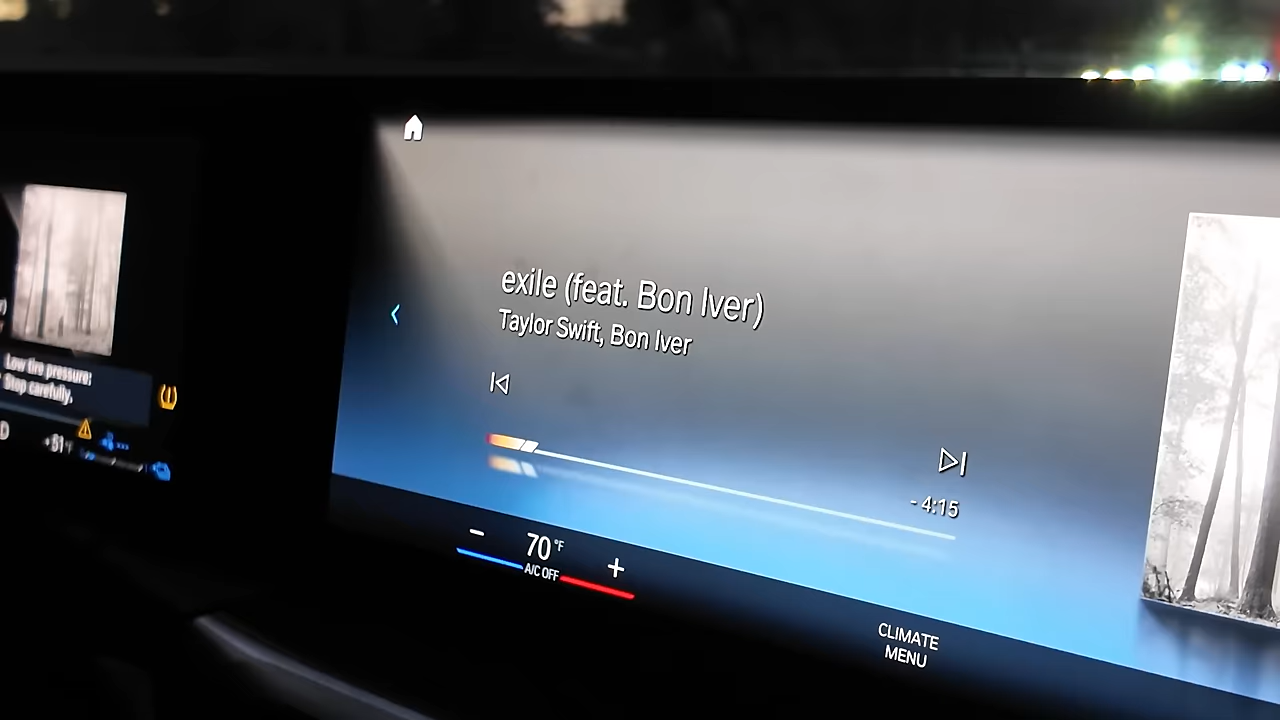 exile (feat. Bon Iver)
Taylor Swift, Bon Iver
- 4:15
Low tire pressure:
Stop carefully.
D
+81°F
- 70°F +
A/C OFF
CLIMATE
MENU